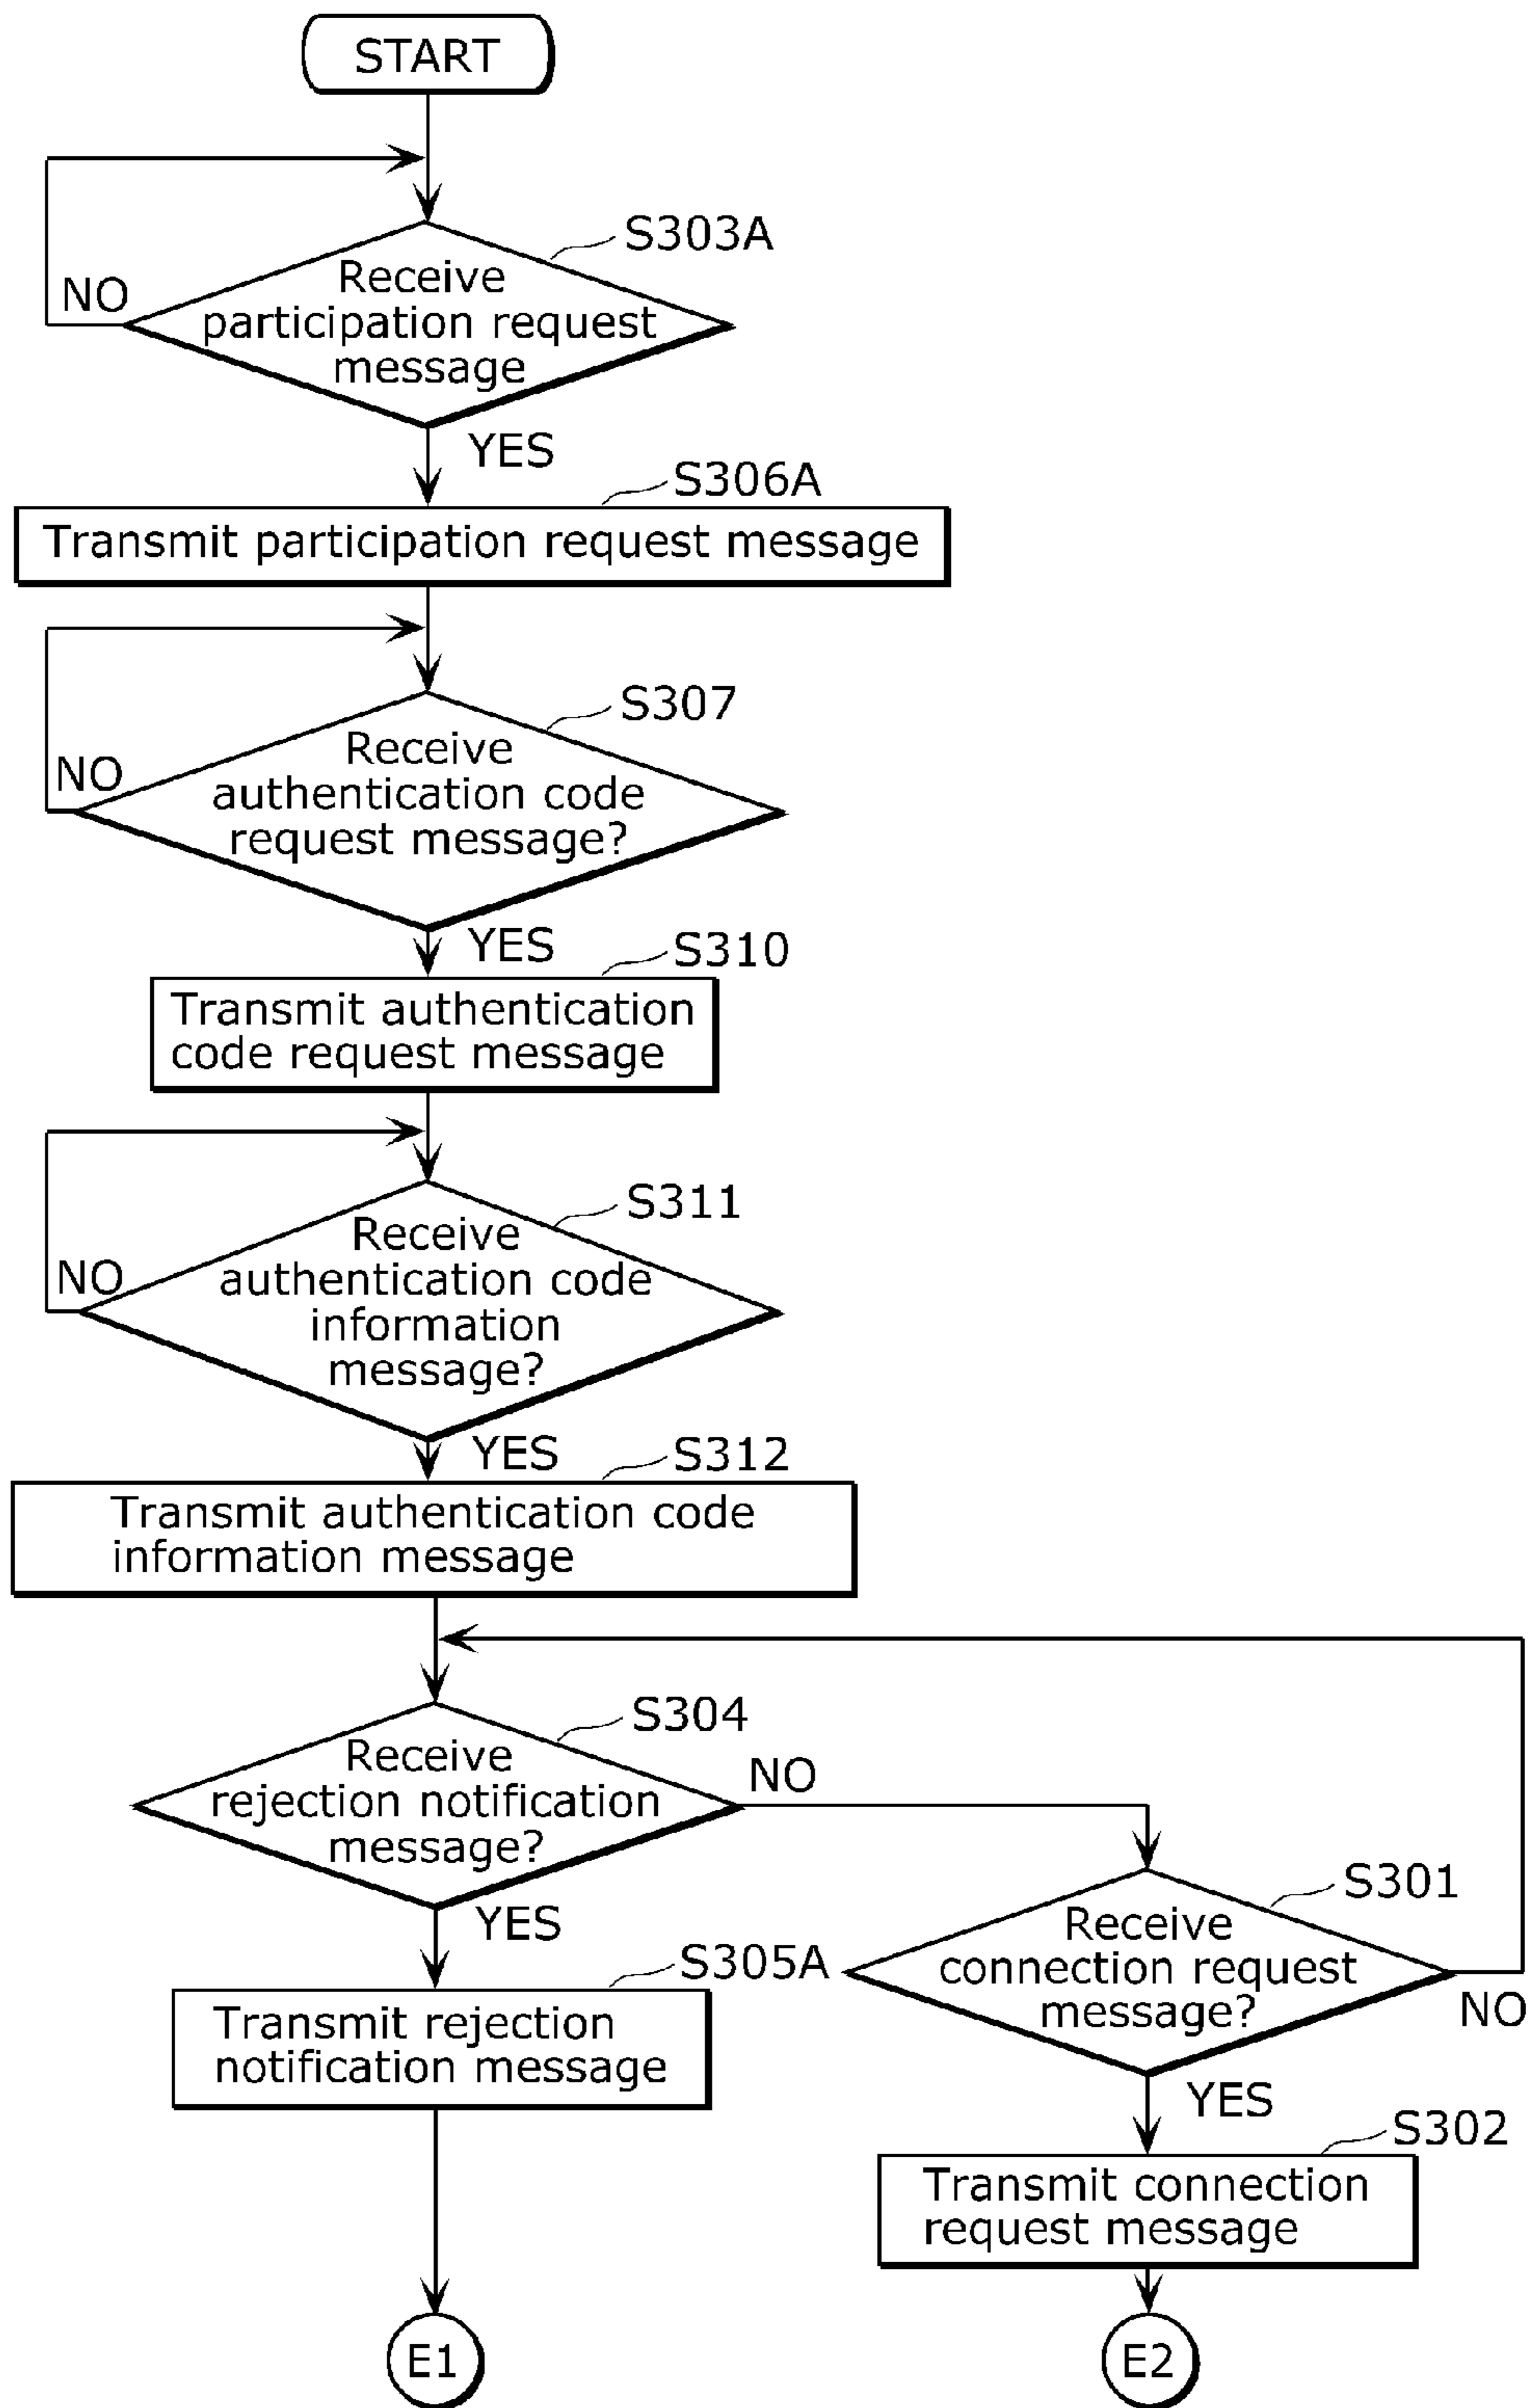 START
S303A
Receive
participation request
message
NO
YES
S306A
Transmit participation request message
S307
Receive
authentication code
request message?
NO
YES
S310
Transmit authentication
code request message
S311
Receive
authentication code
information
message?
NO
YES
S312
Transmit authentication code
information message
S304
Receive
rejection notification
message?
NO
YES
S301
Receive
connection request
message?
NO
YES
S305A
Transmit rejection
notification message
S302
Transmit connection
request message
E1
E2